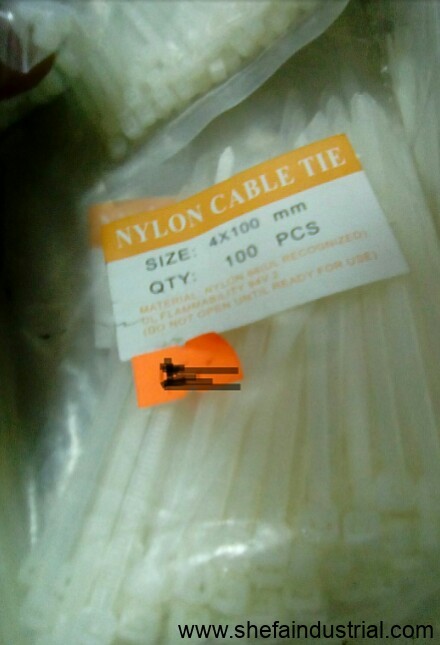 NYLON CABLE TIE
SIZE: 4X100 mm
QTY: 100 PCS
MATERIAL, NYLON 66(UL RECOGNIZED)
UL FLAMMABILITY 94V-2
(DO NOT OPEN UNTIL READY FOR USE)
www.shefaindustrial.com